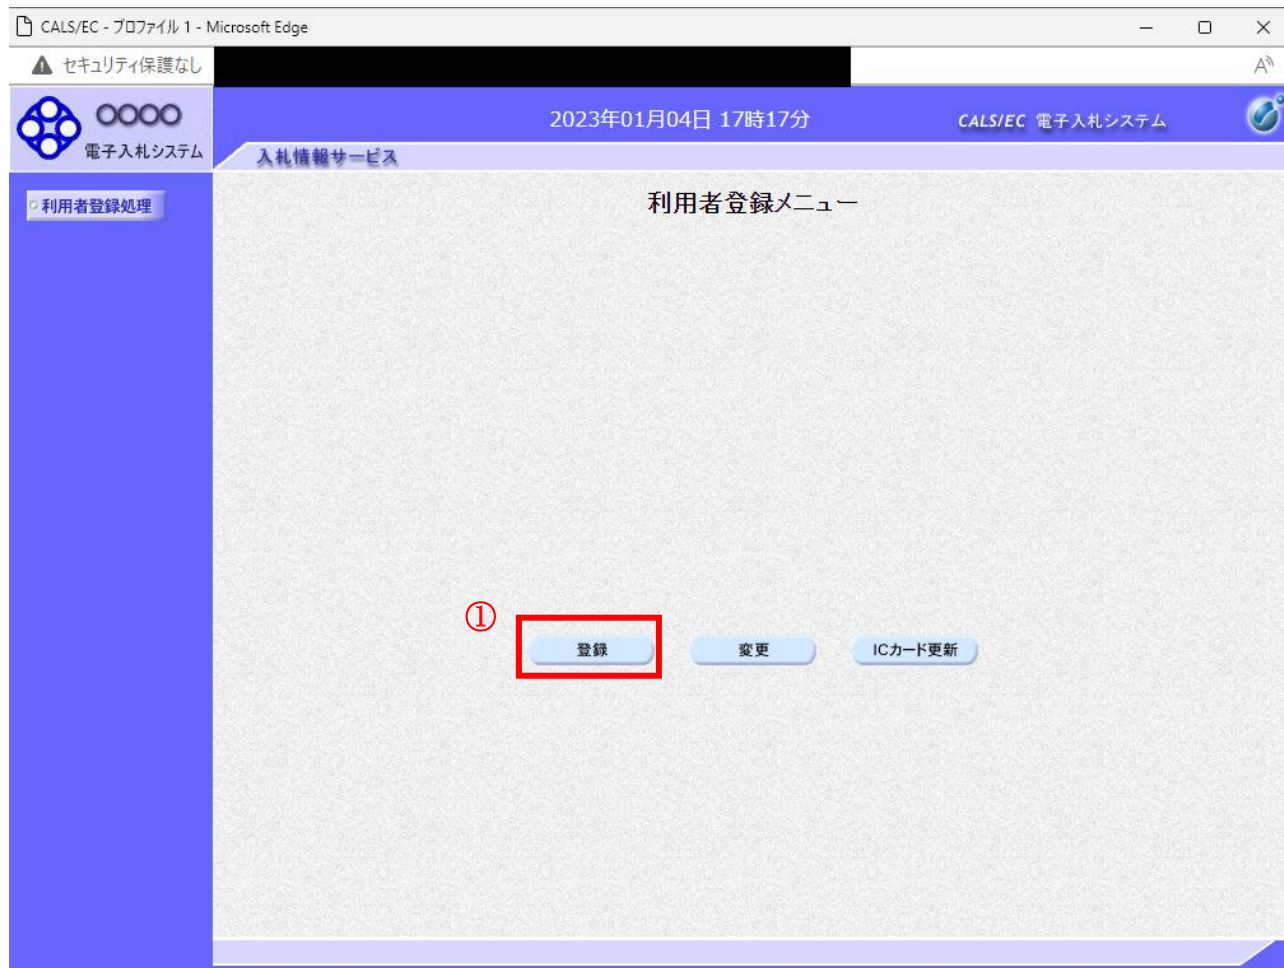 CALS/EC - プロファイル 1 - Microsoft Edge
セキュリティ保護なし
OOOO
電子入札システム
2023年01月04日 17時17分
CALS/EC 電子入札システム
入札情報サービス
利用者登録処理
利用者登録メニュー
①
登録 変更 ICカード更新